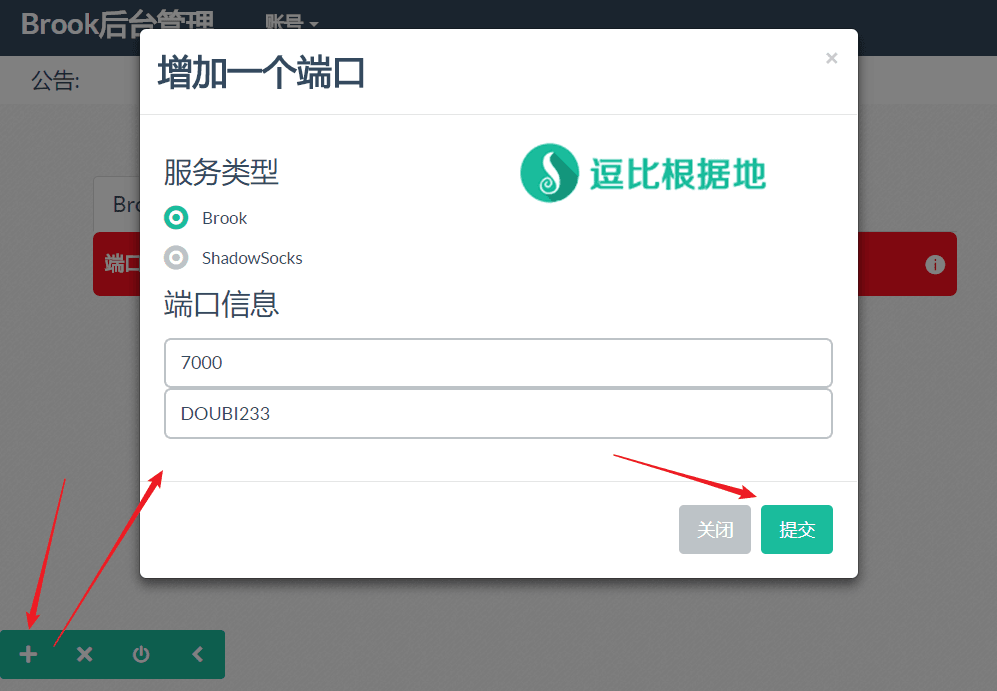 Brook后台管理 账号
公告:
增加一个端口
×
服务类型
逗比根据地
Brook
ShadowSocks
端口信息
7000
DOUBI233
关闭
提交
Bro
端口